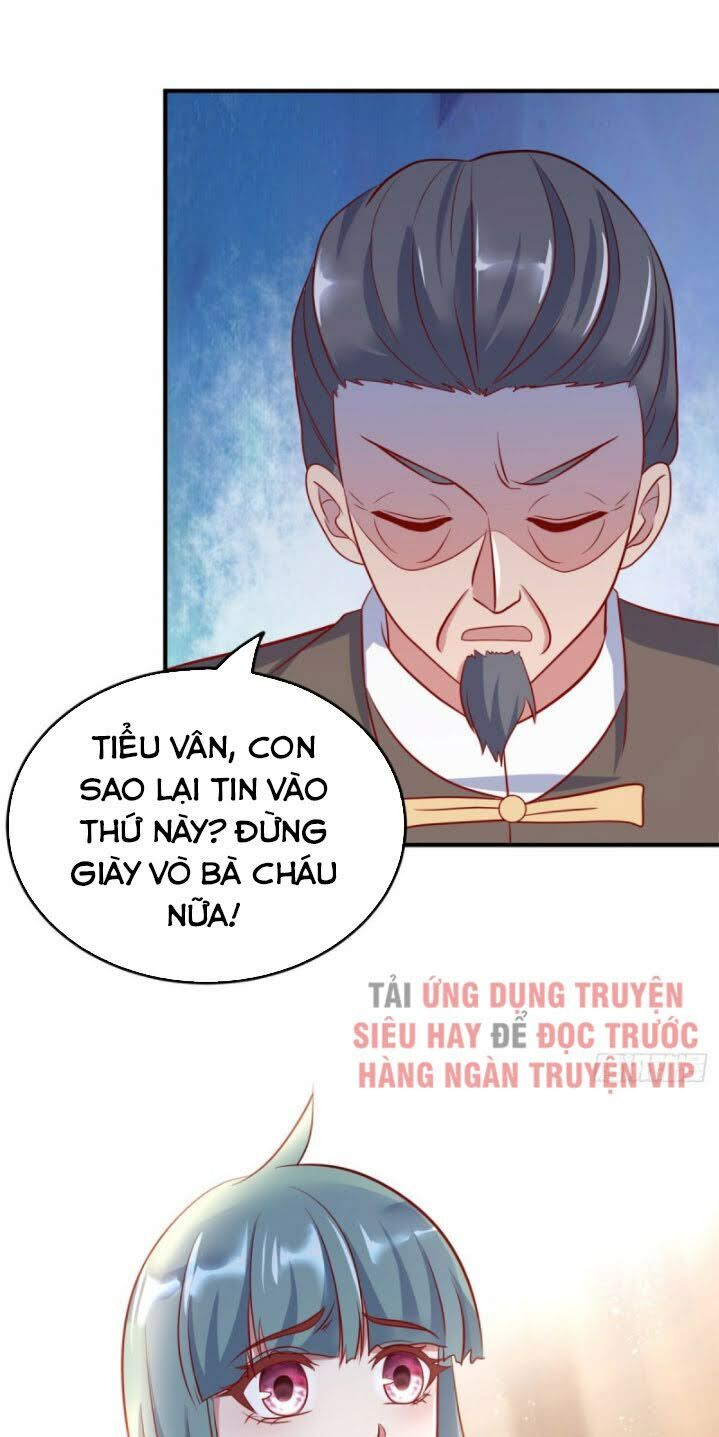 TIỂU VÂN, CON
SAO LẠI TIN VÀO
THỨ NÀY? ĐỪNG
GIÀY VÒ BÀ CHÁU
NỮA!
TẢI ỨNG DỤNG TRUYỆN
SIÊU HAY ĐỂ ĐỌC TRƯỚC
HÀNG NGÀN TRUYỆN VIP